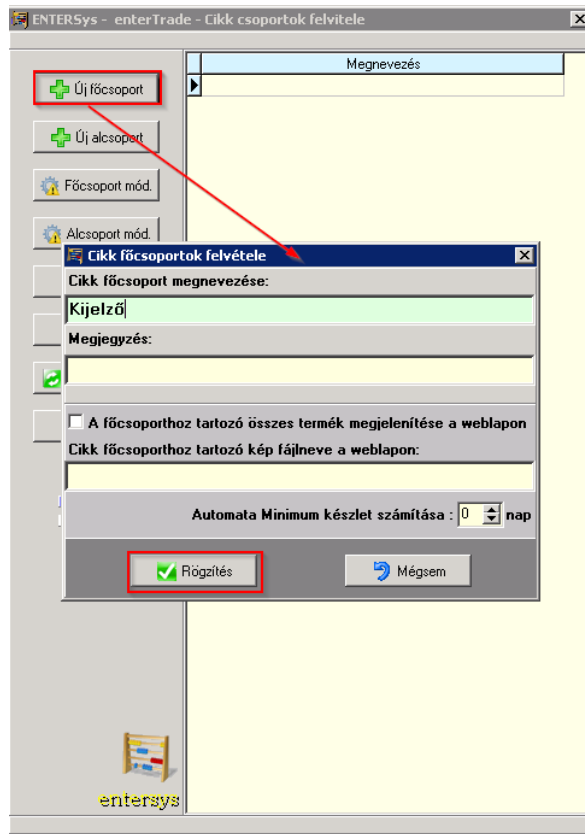 ENTERSys - enterTrade - Cikk csoportok felvitele
Megnevezés
Új főcsoport
Új alcsoport
Főcsoport mód.
Alcsoport mód.
Cikk főcsoportok felvétele
Cikk főcsoport megnevezése:
Kijelző
Megjegyzés:
A főcsoporthoz tartozó összes termék megjelenítése a weblapon
Cikk főcsoporthoz tartozó kép fájlneve a weblapon:
Automata Minimum készlet számítása : 0 nap
Rögzítés
Mégsem
entersys